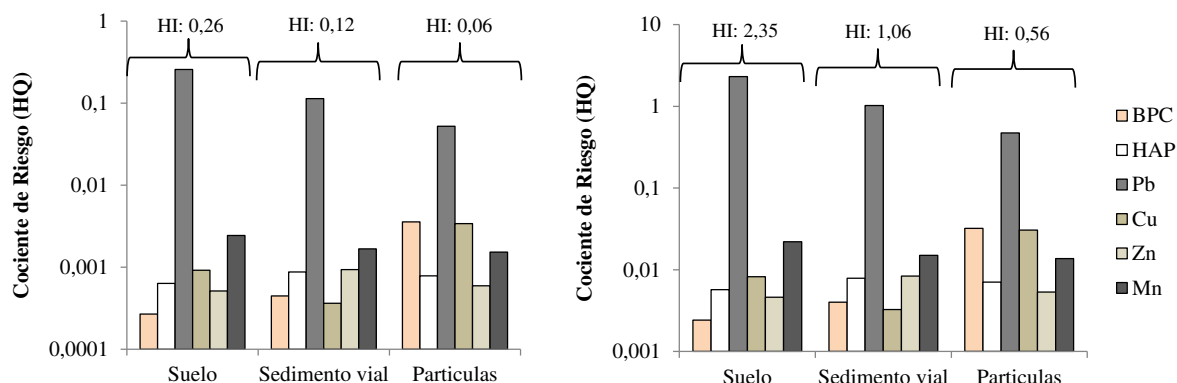 Cociente de Riesgo (HQ)
1
0,1
0,01
0,001
0,0001
HI: 0,26
HI: 0,12
HI: 0,06
Suelo
Sedimento vial
Particulas
Cociente de Riesgo (HQ)
10
1
0,1
0,01
0,001
HI: 2,35
HI: 1,06
HI: 0,56
Suelo
Sedimento vial
Particulas
BPC
HAP
Pb
Cu
Zn
Mn